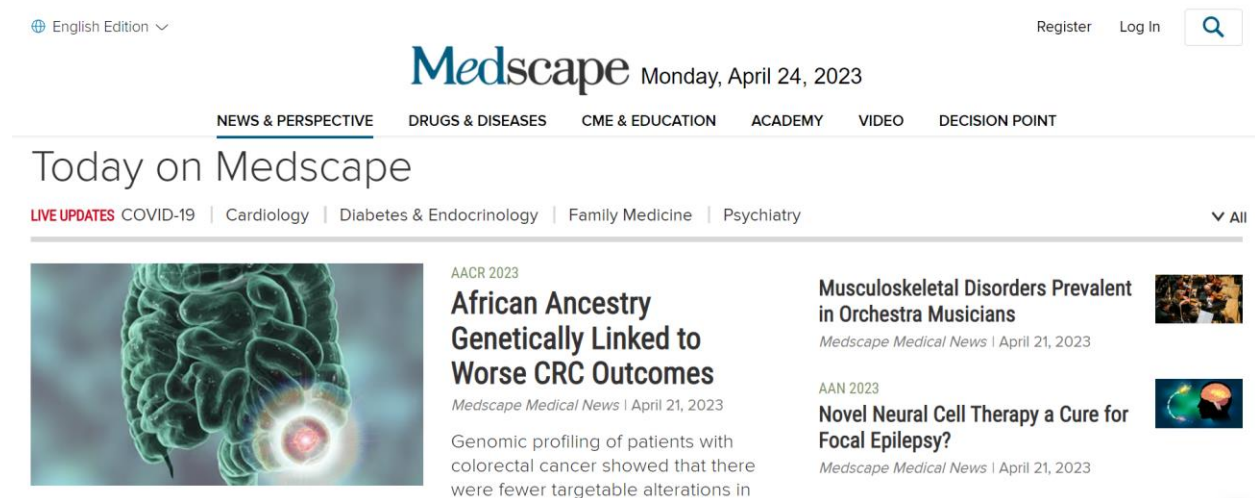 English Edition
Register Log In
Medscape Monday, April 24, 2023
NEWS & PERSPECTIVE DRUGS & DISEASES CME & EDUCATION ACADEMY VIDEO DECISION POINT
Today on Medscape
LIVE UPDATES COVID-19 | Cardiology | Diabetes & Endocrinology | Family Medicine | Psychiatry
All
AACR 2023
African Ancestry
Genetically Linked to
Worse CRC Outcomes
Medscape Medical News | April 21, 2023
Genomic profiling of patients with
colorectal cancer showed that there
were fewer targetable alterations in
Musculoskeletal Disorders Prevalent
in Orchestra Musicians
Medscape Medical News | April 21, 2023
AAN 2023
Novel Neural Cell Therapy a Cure for
Focal Epilepsy?
Medscape Medical News | April 21, 2023